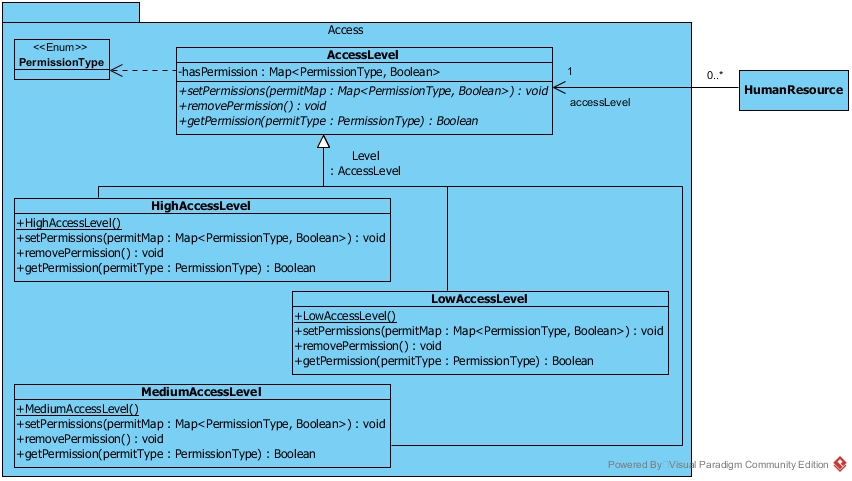 Access
<<Enum>>
PermissionType
AccessLevel
-hasPermission : Map<PermissionType, Boolean>
+setPermissions(permitMap : Map<PermissionType, Boolean>) : void
+removePermission() : void
+getPermission(permitType : PermissionType) : Boolean
1
0..*
accessLevel
HumanResource
Level
: AccessLevel
HighAccessLevel
+HighAccessLevel()
+setPermissions(permitMap : Map<PermissionType, Boolean>) : void
+removePermission() : void
+getPermission(permitType : PermissionType) : Boolean
LowAccessLevel
+LowAccessLevel()
+setPermissions(permitMap : Map<PermissionType, Boolean>) : void
+removePermission() : void
+getPermission(permitType : PermissionType) : Boolean
MediumAccessLevel
+MediumAccessLevel()
+setPermissions(permitMap : Map<PermissionType, Boolean>) : void
+removePermission() : void
+getPermission(permitType : PermissionType) : Boolean
Powered By Visual Paradigm Community Edition